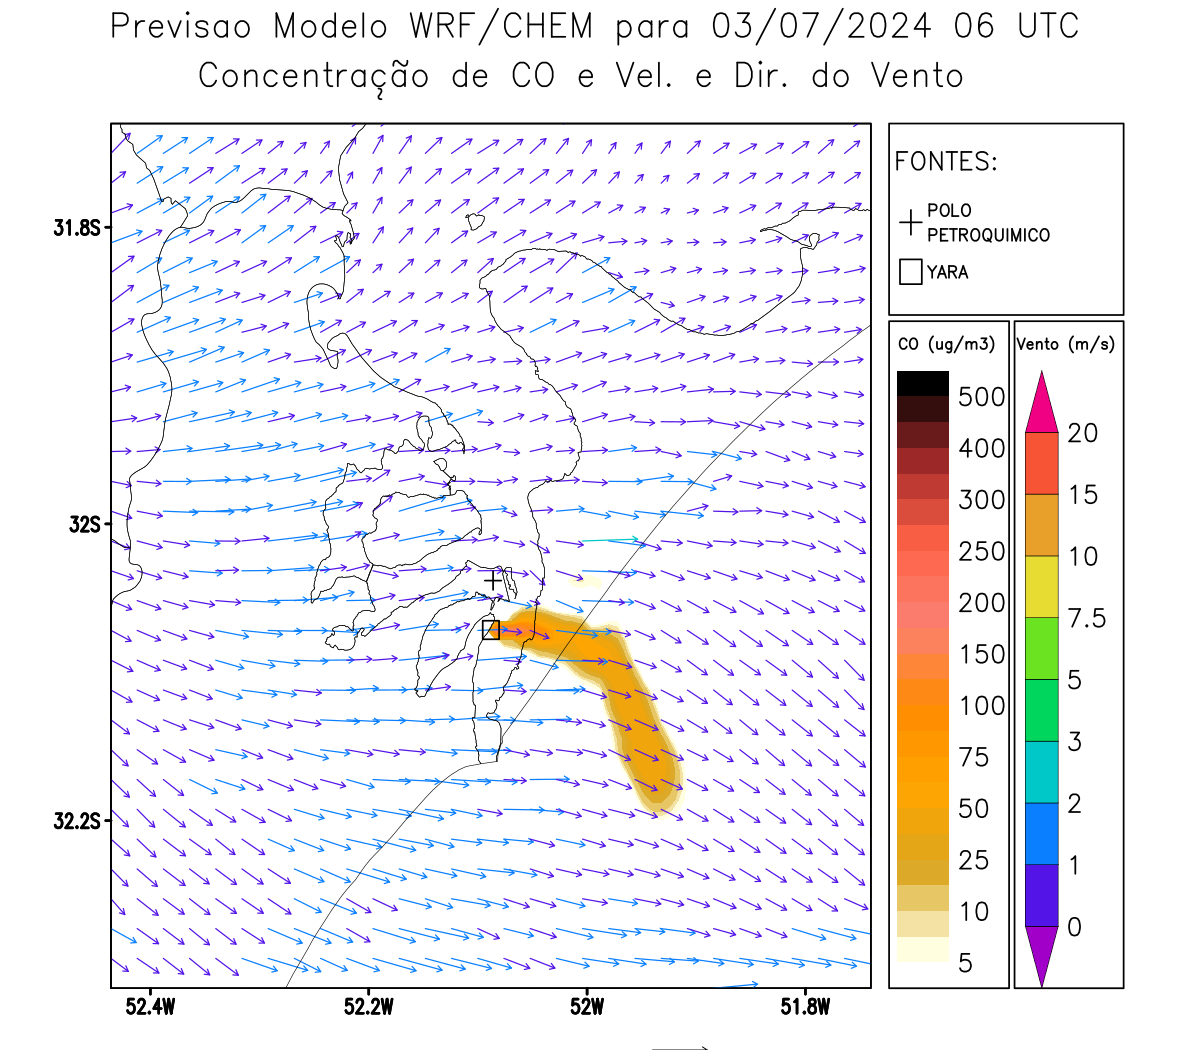 Previsao Modelo WRF/CHEM para 03/07/2024 06 UTC
Concentração de CO e Vel. e Dir. do Vento
FONTES:
POLO
PETROQUIMICO
YARA
CO (ug/m3)
500
400
300
250
200
150
100
75
50
25
10
5
Vento (m/s)
20
15
10
7.5
5
3
2
1
0
31.8S
32S
32.2S
52.4W
52.2W
52W
51.8W